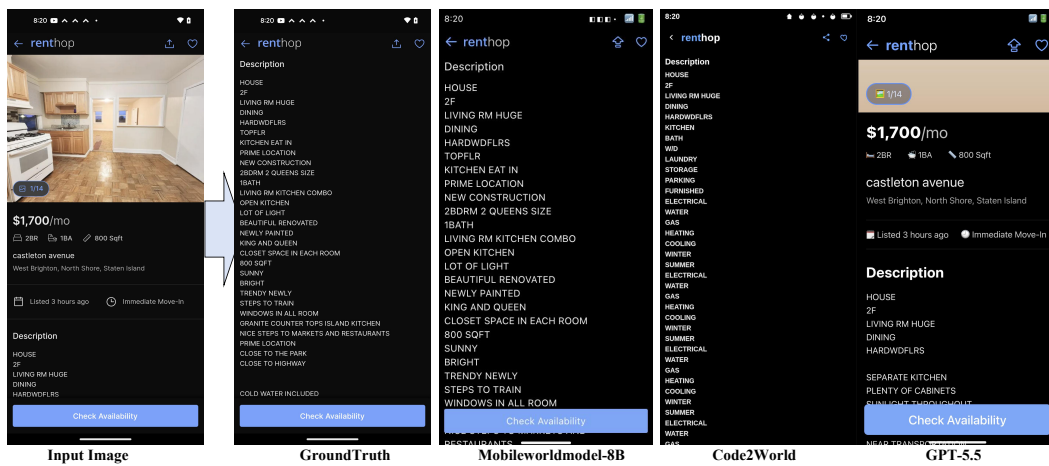 8:20
renthop
1/14
$1,700/mo
2BR 1BA 800 Sqft
castleton avenue
West Brighton, North Shore, Staten Island
Listed 3 hours ago Immediate Move-In
Description
HOUSE
2F
LIVING RM HUGE
DINING
HARDWDFLRS
Check Availability
Input Image
8:20
renthop
Description
HOUSE
2F
LIVING RM HUGE
DINING
HARDWDFLRS
TOPFLR
KITCHEN EAT IN
PRIME LOCATION
NEW CONSTRUCTION
2BDRM 2 QUEENS SIZE
1BATH
LIVING RM KITCHEN COMBO
OPEN KITCHEN
LOT OF LIGHT
BEAUTIFUL RENOVATED
NEWLY PAINTED
KING AND QUEEN
CLOSET SPACE IN EACH ROOM
800 SQFT
SUNNY
BRIGHT
TRENDY NEWLY
STEPS TO TRAIN
WINDOWS IN ALL ROOM
GRANITE COUNTER TOPS ISLAND KITCHEN
NICE STEPS TO MARKETS AND RESTAURANTS
PRIME LOCATION
CLOSE TO THE PARK
CLOSE TO HIGHWAY
COLD WATER INCLUDED
Check Availability
GroundTruth
8:20
renthop
Description
HOUSE
2F
LIVING RM HUGE
DINING
HARDWDFLRS
TOPFLR
KITCHEN EAT IN
PRIME LOCATION
NEW CONSTRUCTION
2BDRM 2 QUEENS SIZE
1BATH
LIVING RM KITCHEN COMBO
OPEN KITCHEN
LOT OF LIGHT
BEAUTIFUL RENOVATED
NEWLY PAINTED
KING AND QUEEN
CLOSET SPACE IN EACH ROOM
800 SQFT
SUNNY
BRIGHT
TRENDY NEWLY
STEPS TO TRAIN
WINDOWS IN ALL ROOM
Check Availability
RESTAURANTS
Mobileworldmodel-8B
8:20
renthop
Description
HOUSE
2F
LIVING RM HUGE
DINING
HARDWDFLRS
KITCHEN
BATH
W/D
LAUNDRY
STORAGE
PARKING
FURNISHED
ELECTRICAL
WATER
GAS
HEATING
COOLING
WINTER
SUMMER
ELECTRICAL
WATER
GAS
HEATING
COOLING
WINTER
SUMMER
ELECTRICAL
WATER
GAS
HEATING
COOLING
WINTER
SUMMER
ELECTRICAL
WATER
GAS
Code2World
8:20
renthop
1/14
$1,700/mo
2BR 1BA 800 Sqft
castleton avenue
West Brighton, North Shore, Staten Island
Listed 3 hours ago Immediate Move-In
Description
HOUSE
2F
LIVING RM HUGE
DINING
HARDWDFLRS
SEPARATE KITCHEN
PLENTY OF CABINETS
SUNLIGHT THROUGHOUT
Check Availability
GPT-5.5